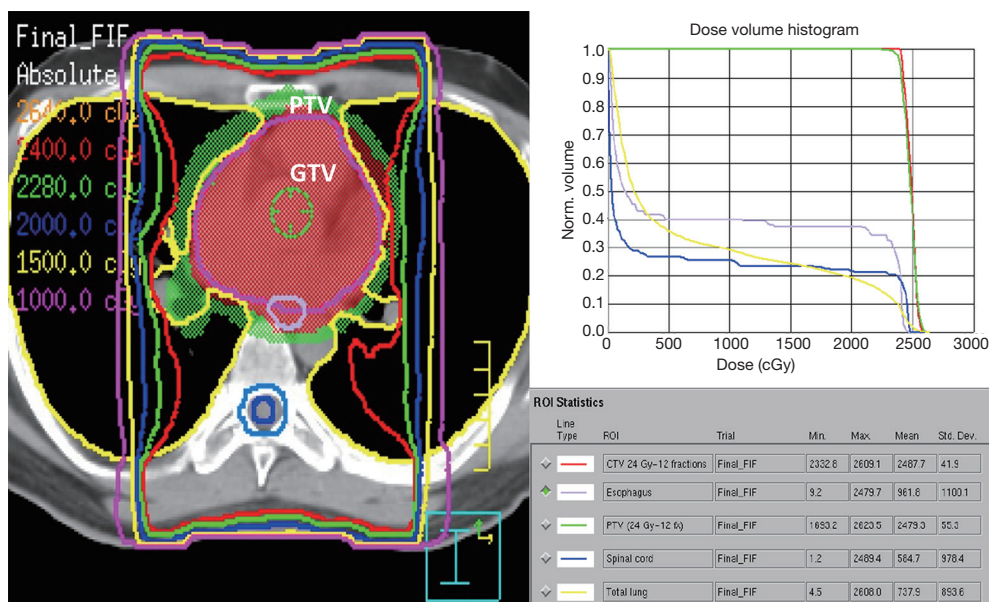 Final_FIF
Absolute
2640.0 cGy
2400.0 cGy
2280.0 cGy
2000.0 cGy
1500.0 cGy
1000.0 cGy
PTV
GTV
Dose volume histogram
Norm. volume
1.0
0.9
0.8
0.7
0.6
0.5
0.4
0.3
0.2
0.1
0.0
0 500 1000 1500 2000 2500 3000
Dose (cGy)
ROI Statistics
Line Type ROI Trial Min. Max. Mean Std. Dev.
CTV 24 Gy-12 fractions Final_FIF 2332.8 2609.1 2487.7 41.9
Esophagus Final_FIF 9.2 2479.7 961.8 1100.1
PTV (24 Gy-12 fx) Final_FIF 1693.2 2623.5 2479.3 55.3
Spinal cord Final_FIF 1.2 2489.4 584.7 978.4
Total lung Final_FIF 4.5 2608.0 737.9 893.6